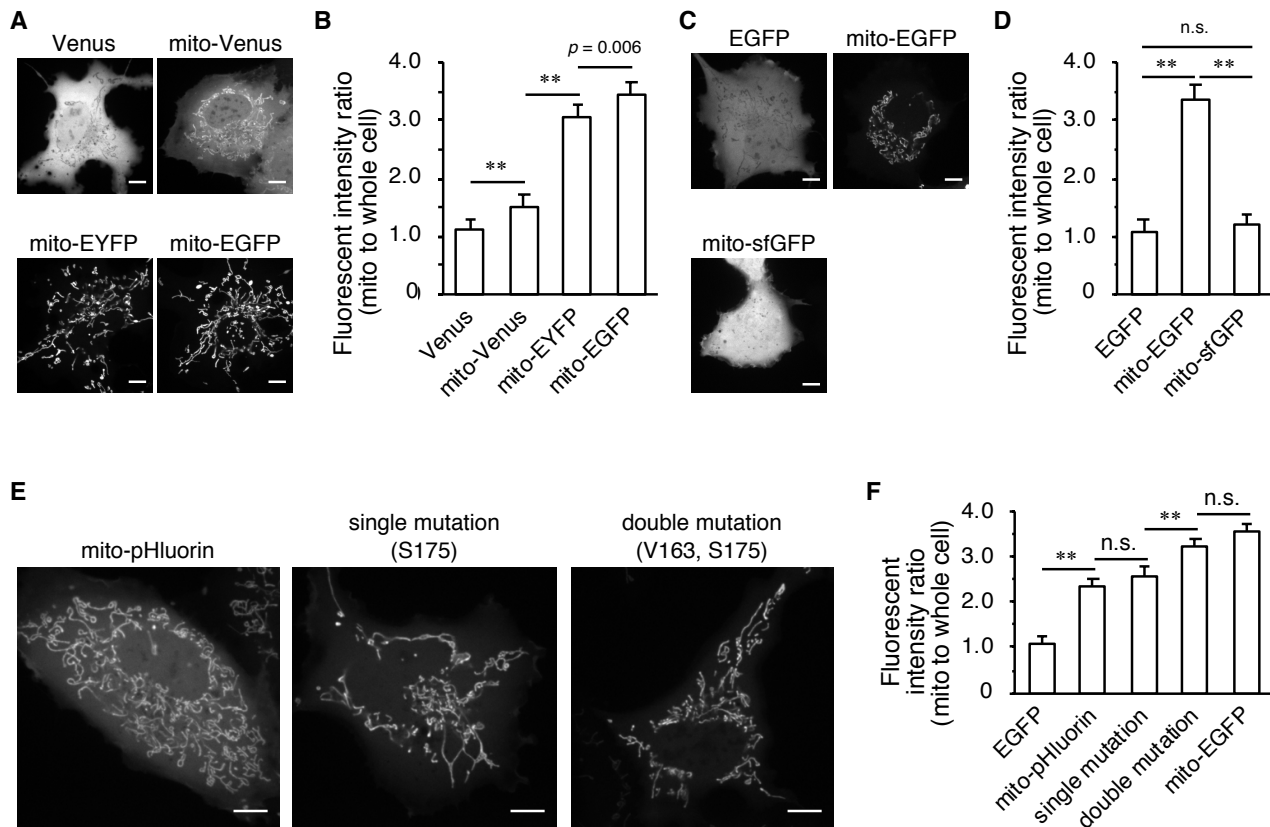 A
Venus
mito-Venus
mito-EYFP
mito-EGFP
B
Fluorescent intensity ratio
(mito to whole cell)
4.0
3.0
2.0
1.0
0
**
**
p = 0.006
Venus
mito-Venus
mito-EYFP
mito-EGFP
C
EGFP
mito-EGFP
mito-sfGFP
D
Fluorescent intensity ratio
(mito to whole cell)
4.0
3.0
2.0
1.0
0
n.s.
**
**
EGFP
mito-EGFP
mito-sfGFP
E
mito-pHluorin
single mutation
(S175)
double mutation
(V163, S175)
F
Fluorescent
intensity ratio
(mito to whole cell)
4.0
3.0
2.0
1.0
0
**
n.s.
**
n.s.
EGFP
mito-pHluorin
single mutation
double mutation
mito-EGFP